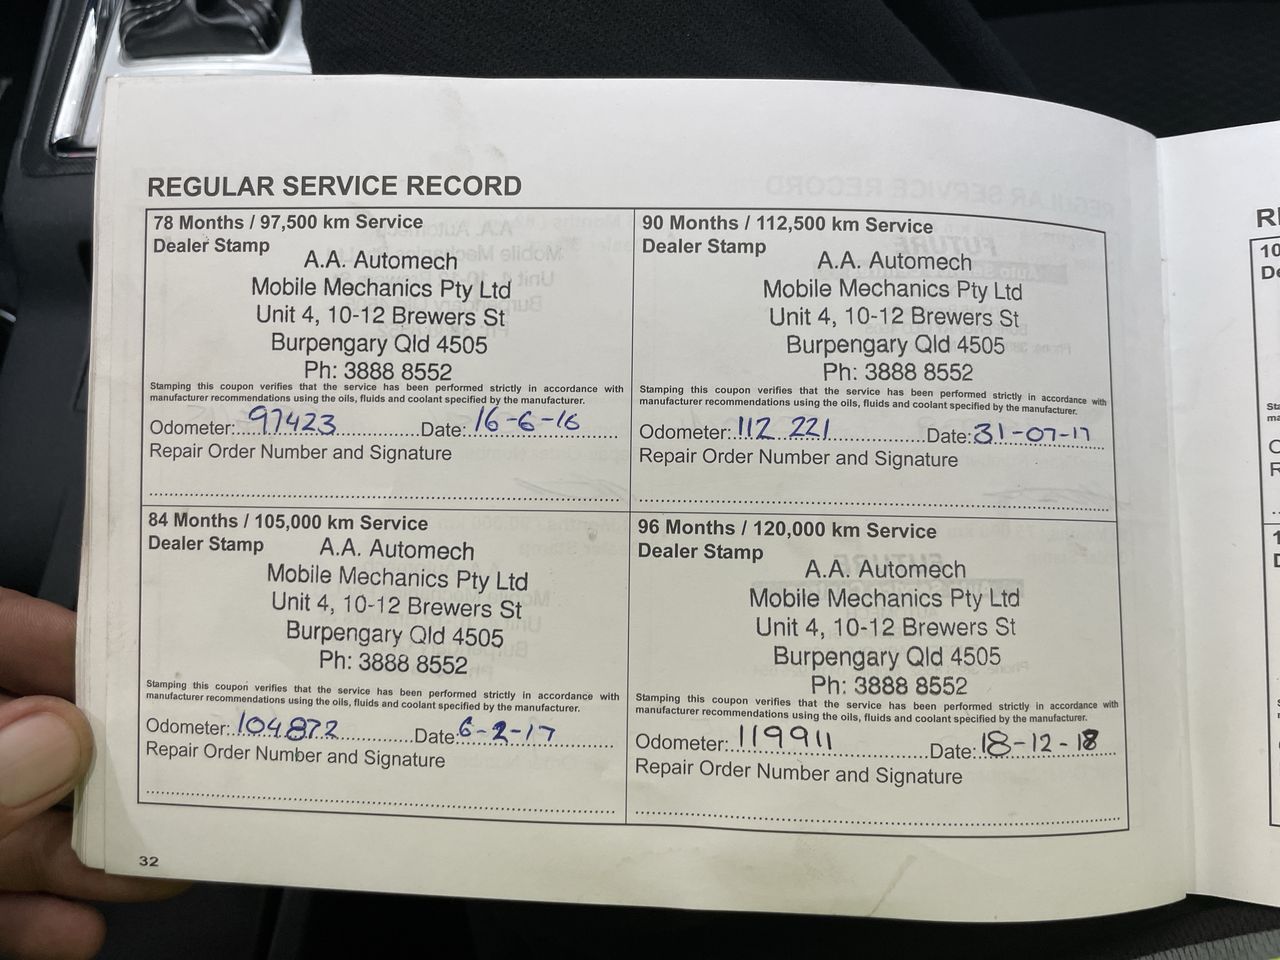 REGULAR SERVICE RECORD
78 Months / 97,500 km Service
Dealer Stamp
A.A. Automech
Mobile Mechanics Pty Ltd
Unit 4, 10-12 Brewers St
Burpengary Qld 4505
Ph: 3888 8552
Stamping this coupon verifies that the service has been performed strictly in accordance with
manufacturer recommendations using the oils, fluids and coolant specified by the manufacturer.
Odometer: 97423 Date: 16-6-16
Repair Order Number and Signature
84 Months / 105,000 km Service
Dealer Stamp
A.A. Automech
Mobile Mechanics Pty Ltd
Unit 4, 10-12 Brewers St
Burpengary Qld 4505
Ph: 3888 8552
Stamping this coupon verifies that the service has been performed strictly in accordance with
manufacturer recommendations using the oils, fluids and coolant specified by the manufacturer.
Odometer: 104872 Date: 6-2-17
Repair Order Number and Signature
90 Months / 112,500 km Service
Dealer Stamp
A.A. Automech
Mobile Mechanics Pty Ltd
Unit 4, 10-12 Brewers St
Burpengary Qld 4505
Ph: 3888 8552
Stamping this coupon verifies that the service has been performed strictly in accordance with
manufacturer recommendations using the oils, fluids and coolant specified by the manufacturer.
Odometer: 112 221 Date: 31-07-17
Repair Order Number and Signature
96 Months / 120,000 km Service
Dealer Stamp
A.A. Automech
Mobile Mechanics Pty Ltd
Unit 4, 10-12 Brewers St
Burpengary Qld 4505
Ph: 3888 8552
Stamping this coupon verifies that the service has been performed strictly in accordance with
manufacturer recommendations using the oils, fluids and coolant specified by the manufacturer.
Odometer: 119911 Date: 18-12-18
Repair Order Number and Signature
32